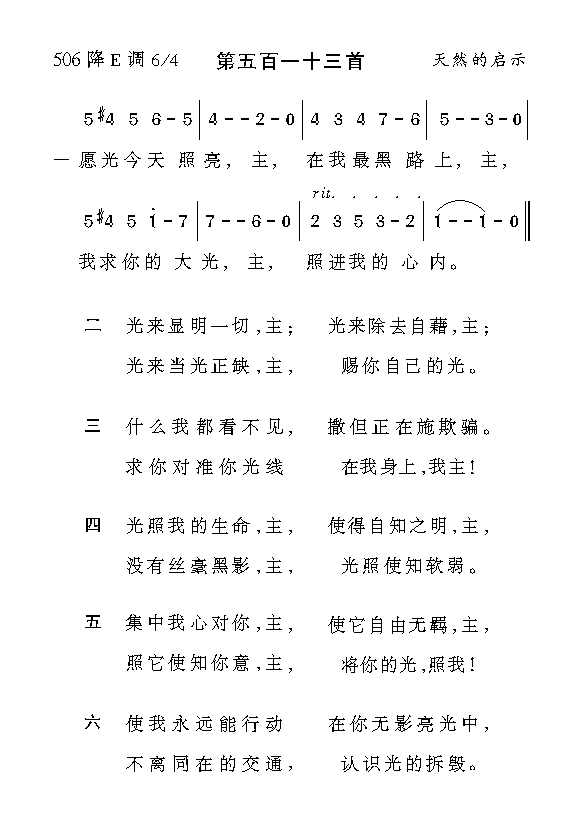 506 降 E 调 6/4 第五百一十三首 天然的启示
5 #4 5 6 - 5 | 4 - - 2 - 0 | 4 3 4 7 - 6 | 5 - - 3 - 0 |
一 愿光今天 照亮, 主, 在我最黑 路上, 主,
rit. . . . .
5 #4 5 i - 7 | 7 - - 6 - 0 | 2 3 5 3 - 2 | 1 - - 1 - 0 ||
我求你的 大光, 主, 照进我的 心内。
二 光来显明一切,主; 光来除去自藉,主;
光来当光正缺,主, 赐你自己的光。
三 什么我都看不见, 撒但正在施欺骗。
求你对准你光线 在我身上,我主!
四 光照我的生命,主, 使得自知之明,主,
没有丝毫黑影,主, 光照使知软弱。
五 集中我心对你,主, 使它自由无羁,主,
照它使知你意,主, 将你的光,照我!
六 使我永远能行动 在你无影亮光中,
不离同在的交通, 认识光的拆毁。